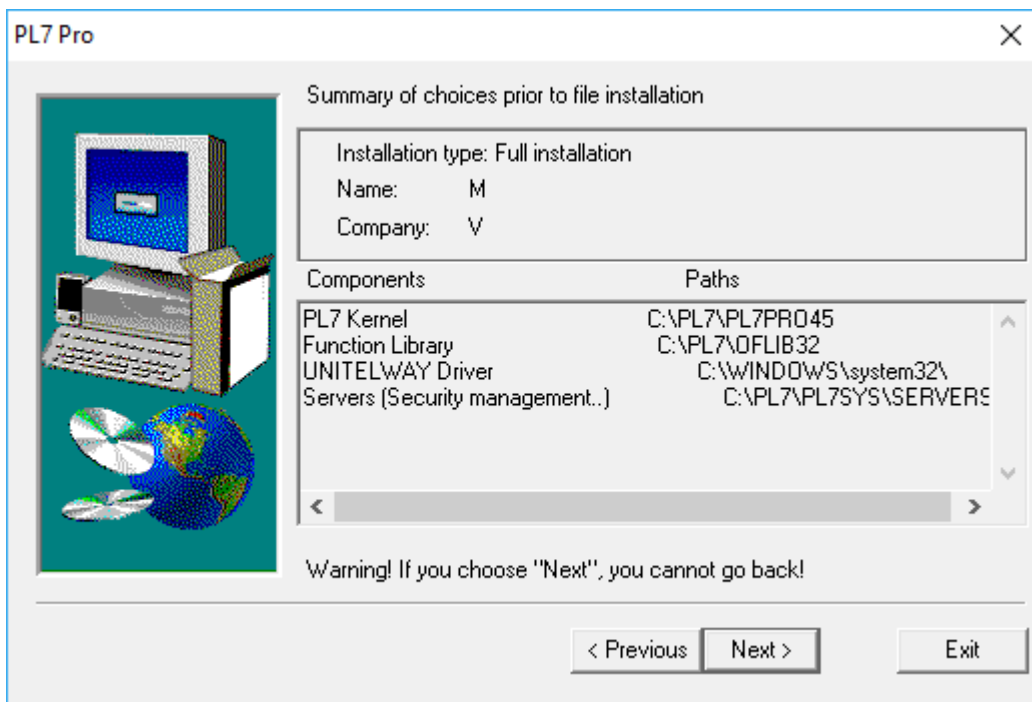 PL7 Pro
Summary of choices prior to file installation
Installation type: Full installation
Name: M
Company: V
Components Paths
PL7 Kernel C:\PL7\PL7PRO45
Function Library C:\PL7\OFLIB32
UNITELWAY Driver C:\WINDOWS\system32\
Servers (Security management..) C:\PL7\PL7SYS\SERVERS
Warning! If you choose "Next", you cannot go back!
< Previous Next > Exit